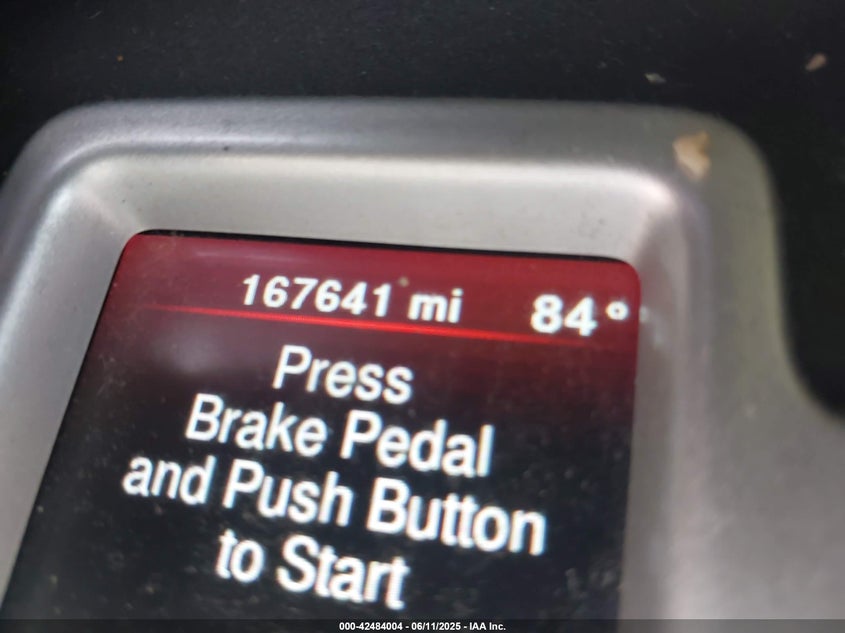 167641 mi 84°
Press
Brake Pedal
and Push Button
to Start
000-42484004 - 06/11/2025 - IAA Inc.